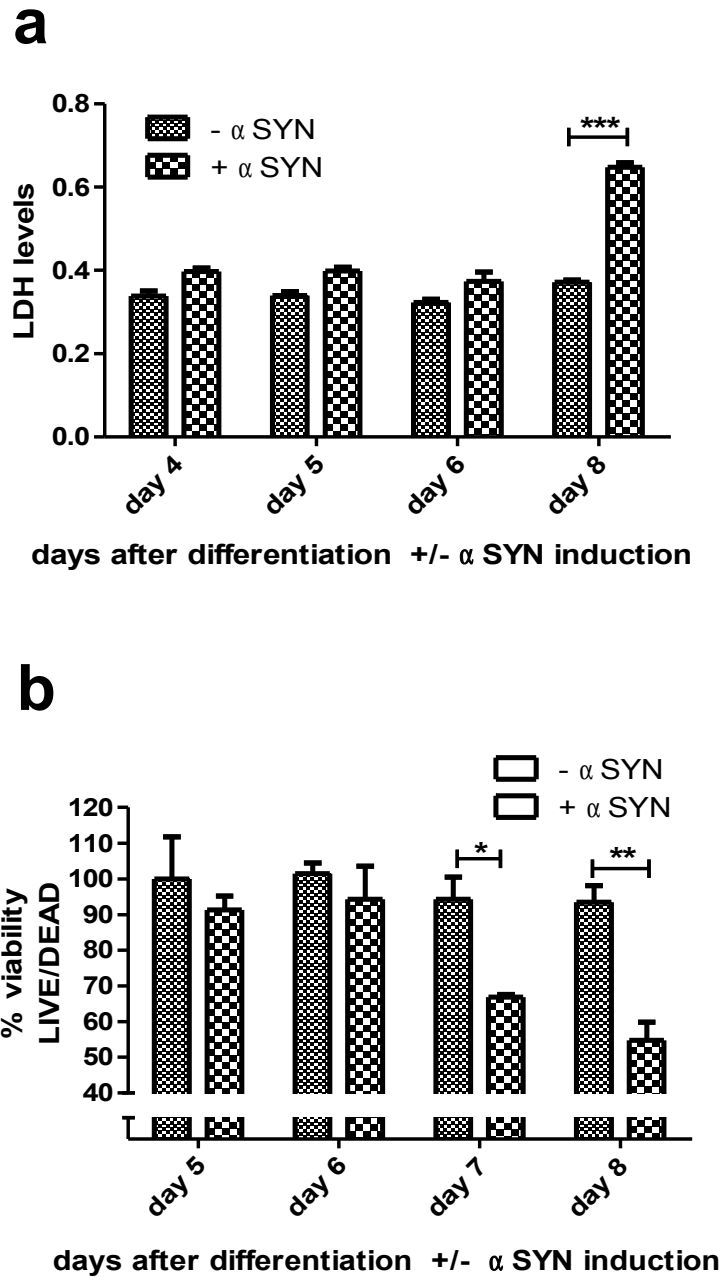 a
0.8
0.6
0.4
0.2
0.0
LDH levels
- α SYN
+ α SYN
***
day 4
day 5
day 6
day 8
days after differentiation +/- α SYN induction
b
- α SYN
+ α SYN
120
110
100
90
80
70
60
50
40
% viability
LIVE/DEAD
*
**
day 5
day 6
day 7
day 8
days after differentiation +/- α SYN induction